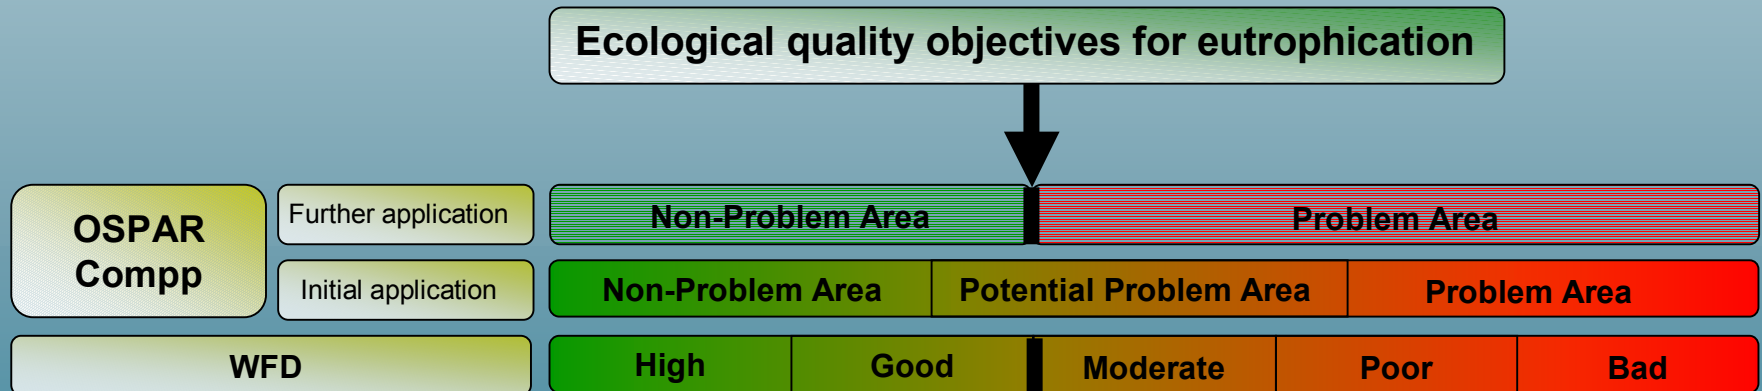 Ecological quality objectives for eutrophication
OSPAR
Compp
Further application
Non-Problem Area
Problem Area
Initial application
Non-Problem Area
Potential Problem Area
Problem Area
WFD
High
Good
Moderate
Poor
Bad